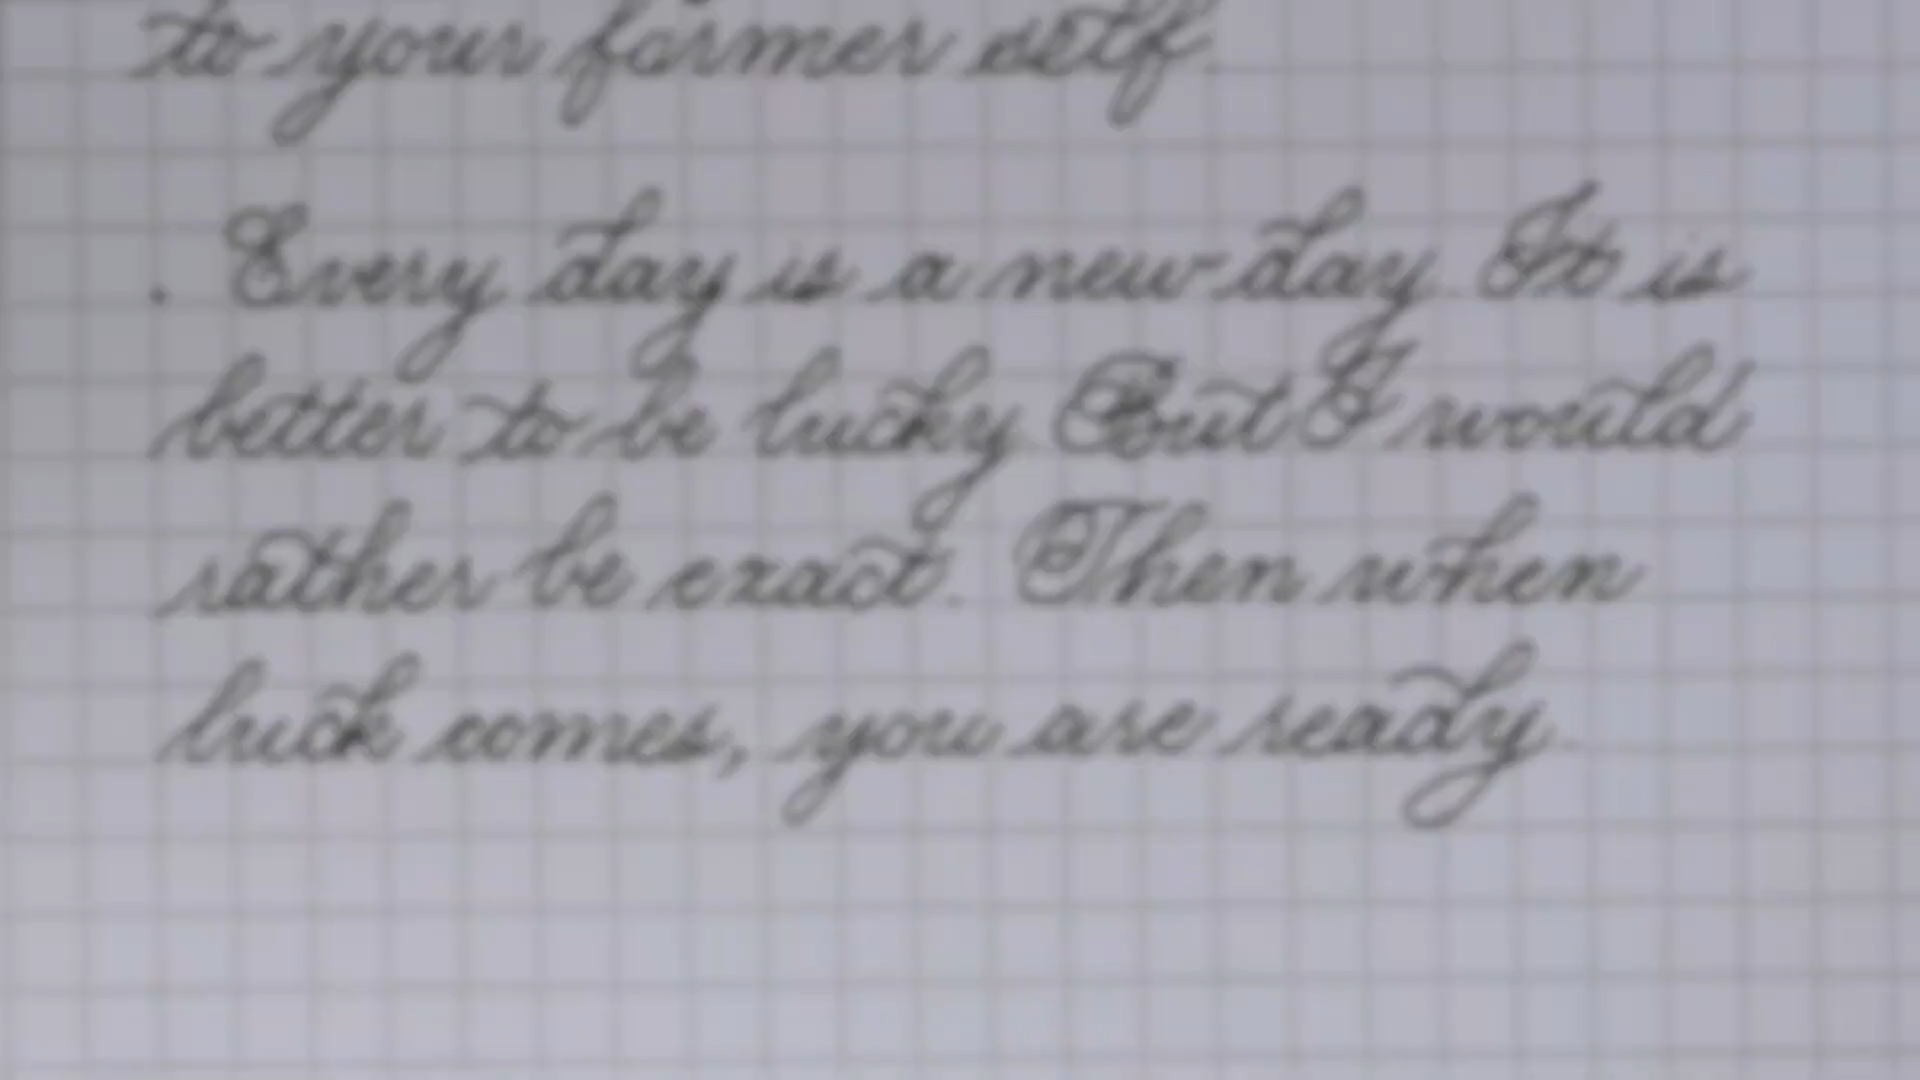 to your former self.
. Every day is a new day. It is
better to be lucky. But I would
rather be exact. Then when
luck comes, you are ready.